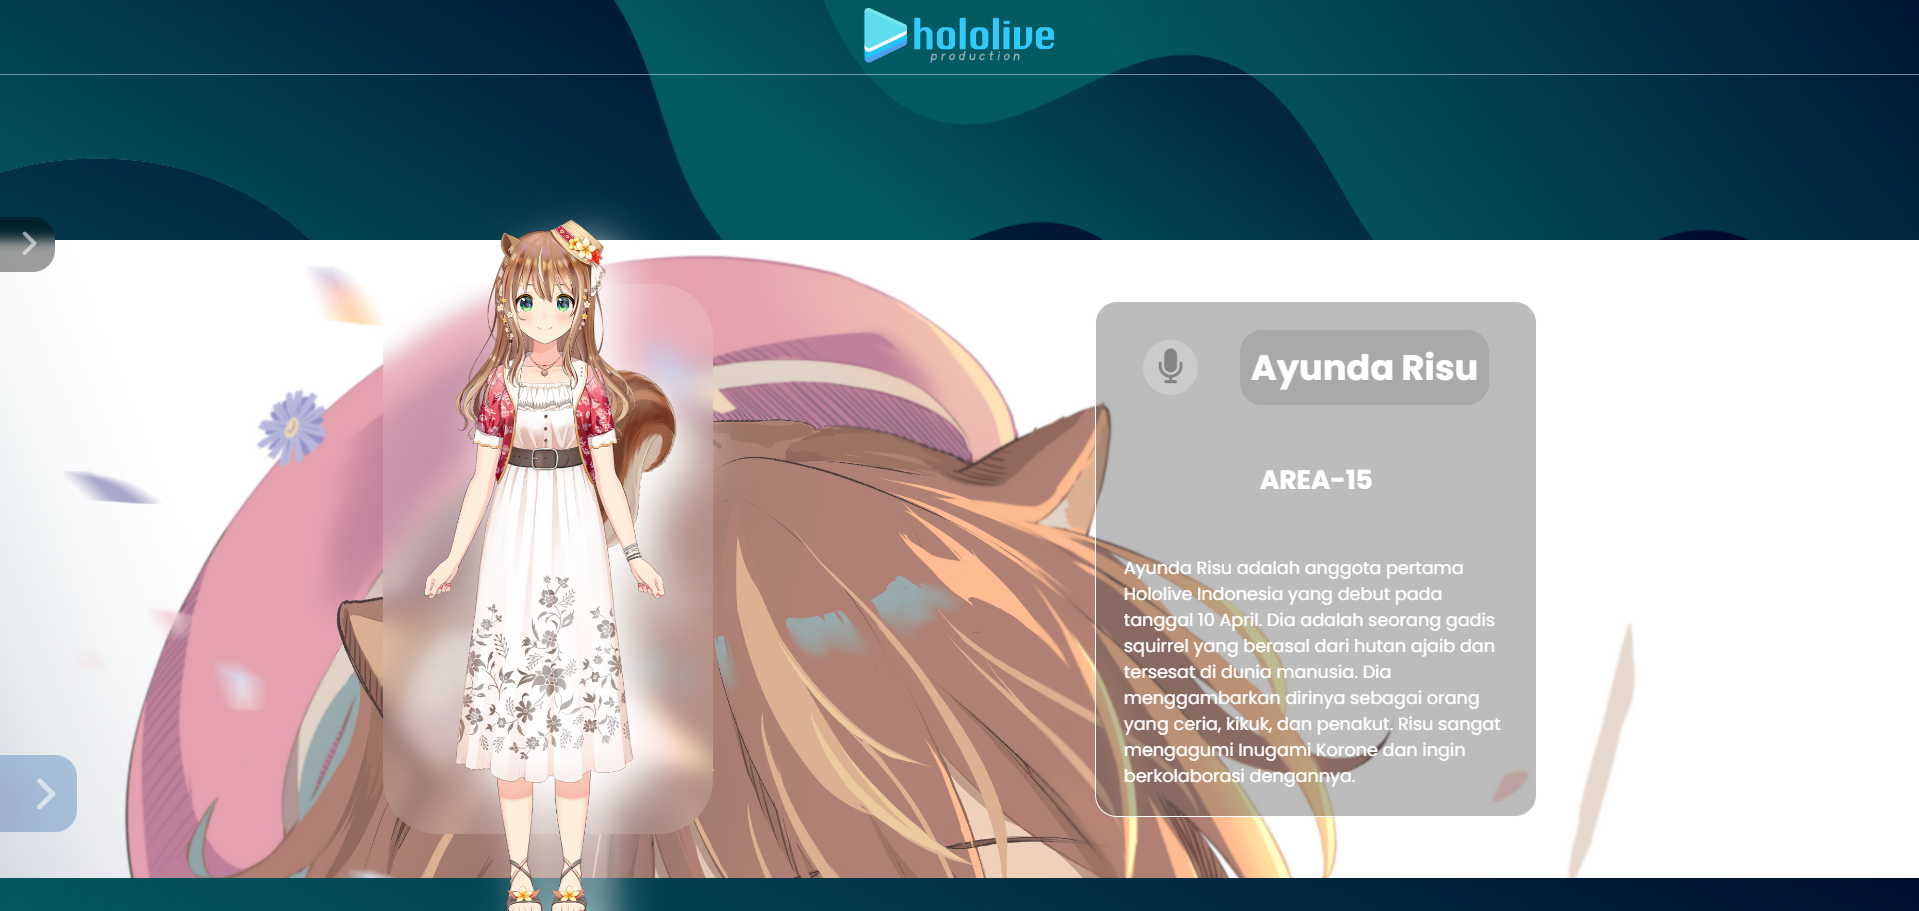 hololive
production
Ayunda Risu
AREA-15
Ayunda Risu adalah anggota pertama
Hololive Indonesia yang debut pada
tanggal 10 April. Dia adalah seorang gadis
squirrel yang berasal dari hutan ajaib dan
tersesat di dunia manusia. Dia
menggambarkan dirinya sebagai orang
yang ceria, kikuk, dan penakut. Risu sangat
mengagumi Inugami Korone dan ingin
berkolaborasi dengannya.